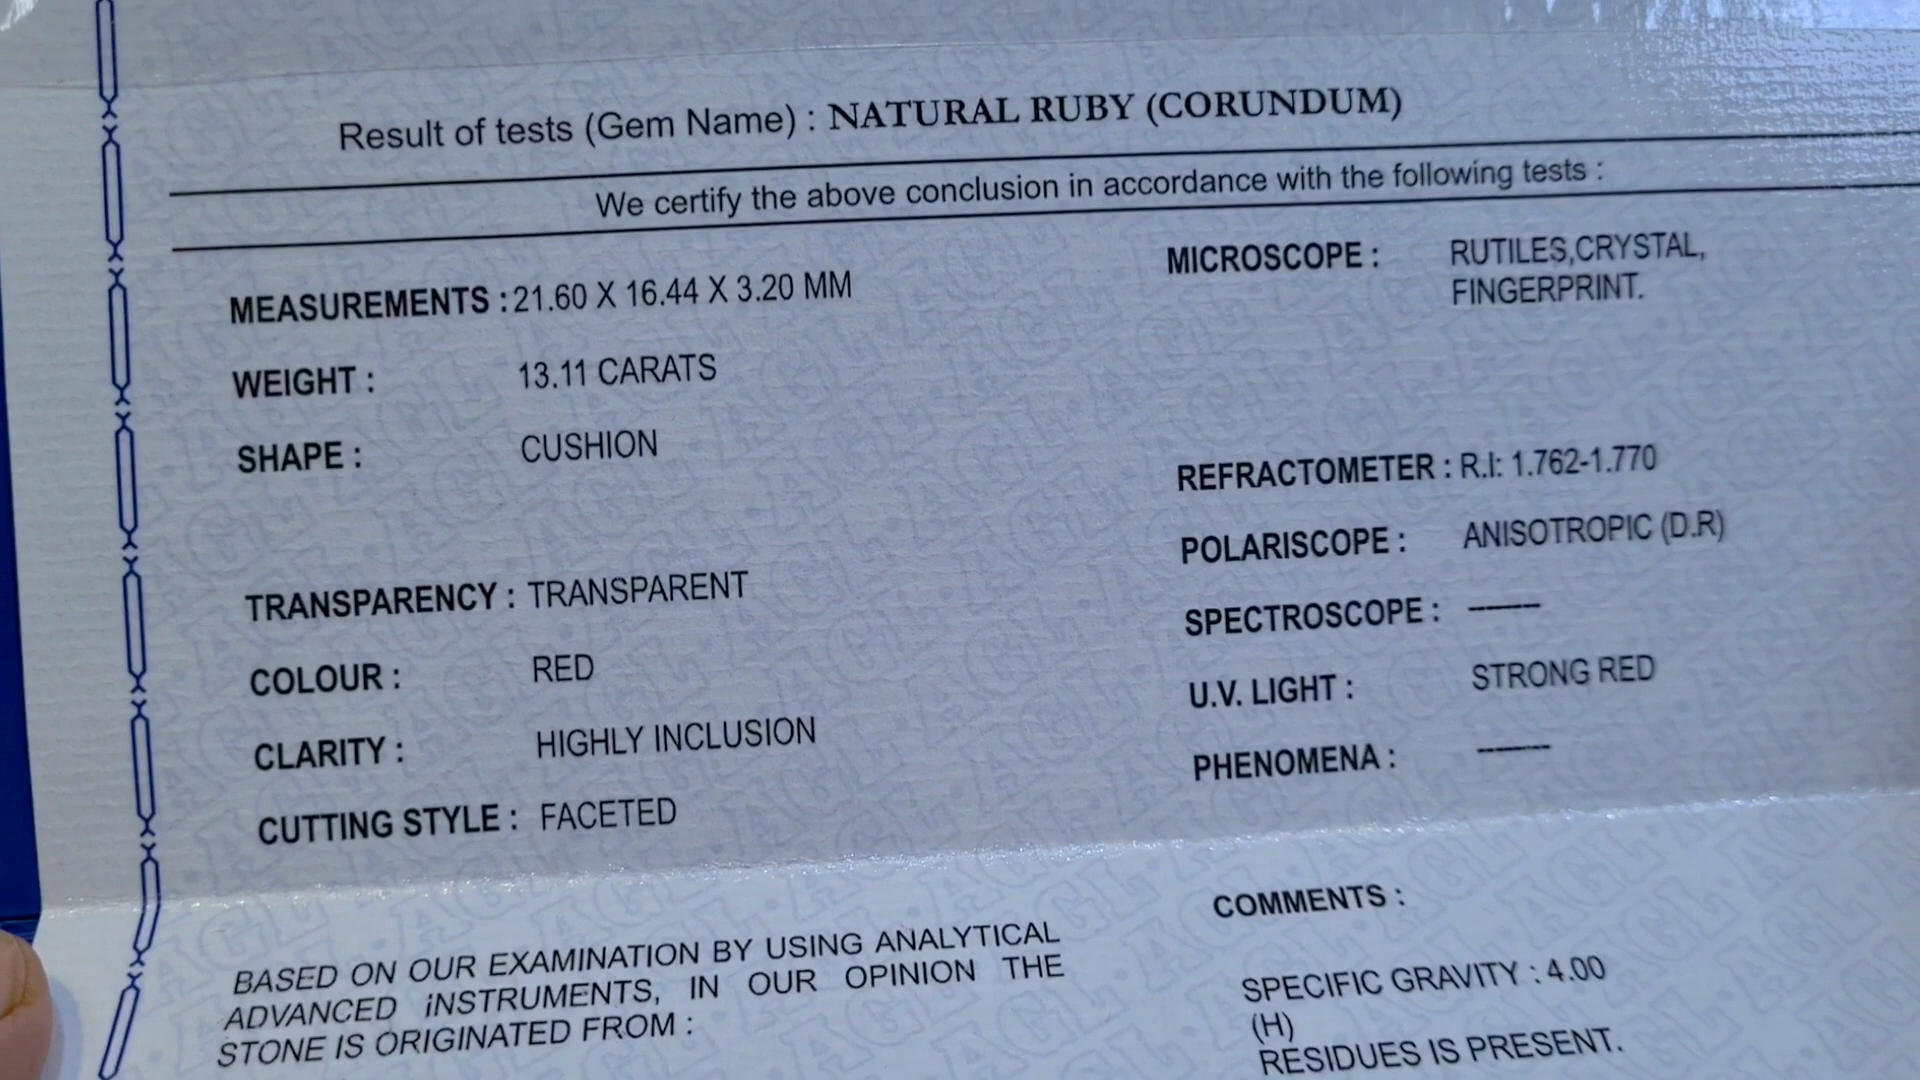 Result of tests (Gem Name) : NATURAL RUBY (CORUNDUM)
We certify the above conclusion in accordance with the following tests :
MEASUREMENTS : 21.60 X 16.44 X 3.20 MM
WEIGHT : 13.11 CARATS
SHAPE : CUSHION
TRANSPARENCY : TRANSPARENT
COLOUR : RED
CLARITY : HIGHLY INCLUSION
CUTTING STYLE : FACETED
MICROSCOPE : RUTILES,CRYSTAL,
FINGERPRINT.
REFRACTOMETER : R.I: 1.762-1.770
POLARISCOPE : ANISOTROPIC (D.R)
SPECTROSCOPE : ———
U.V. LIGHT : STRONG RED
PHENOMENA : ———
BASED ON OUR EXAMINATION BY USING ANALYTICAL
ADVANCED iNSTRUMENTS, IN OUR OPINION THE
STONE IS ORIGINATED FROM :
COMMENTS :
SPECIFIC GRAVITY : 4.00
(H)
RESIDUES IS PRESENT.